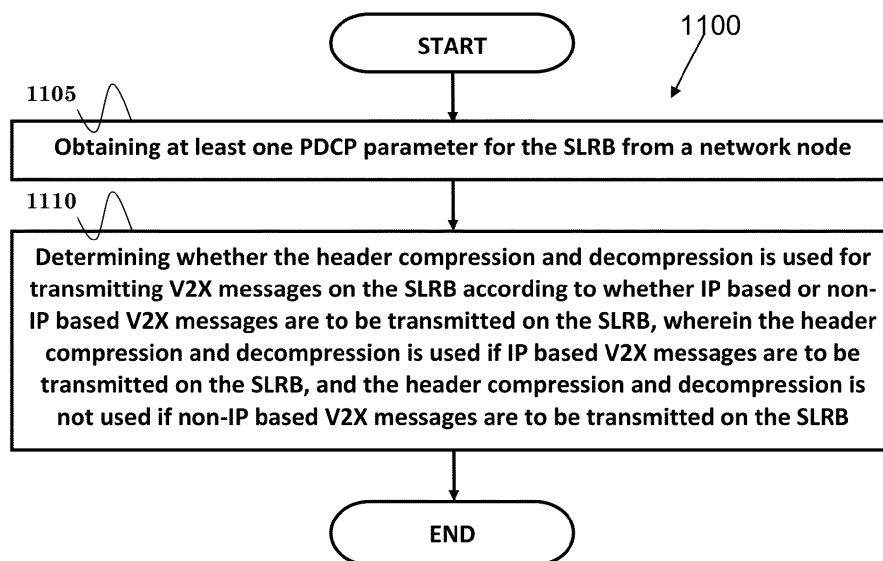 START
1100
1105
Obtaining at least one PDCP parameter for the SLRB from a network node
1110
Determining whether the header compression and decompression is used for
transmitting V2X messages on the SLRB according to whether IP based or non-
IP based V2X messages are to be transmitted on the SLRB, wherein the header
compression and decompression is used if IP based V2X messages are to be
transmitted on the SLRB, and the header compression and decompression is
not used if non-IP based V2X messages are to be transmitted on the SLRB
END